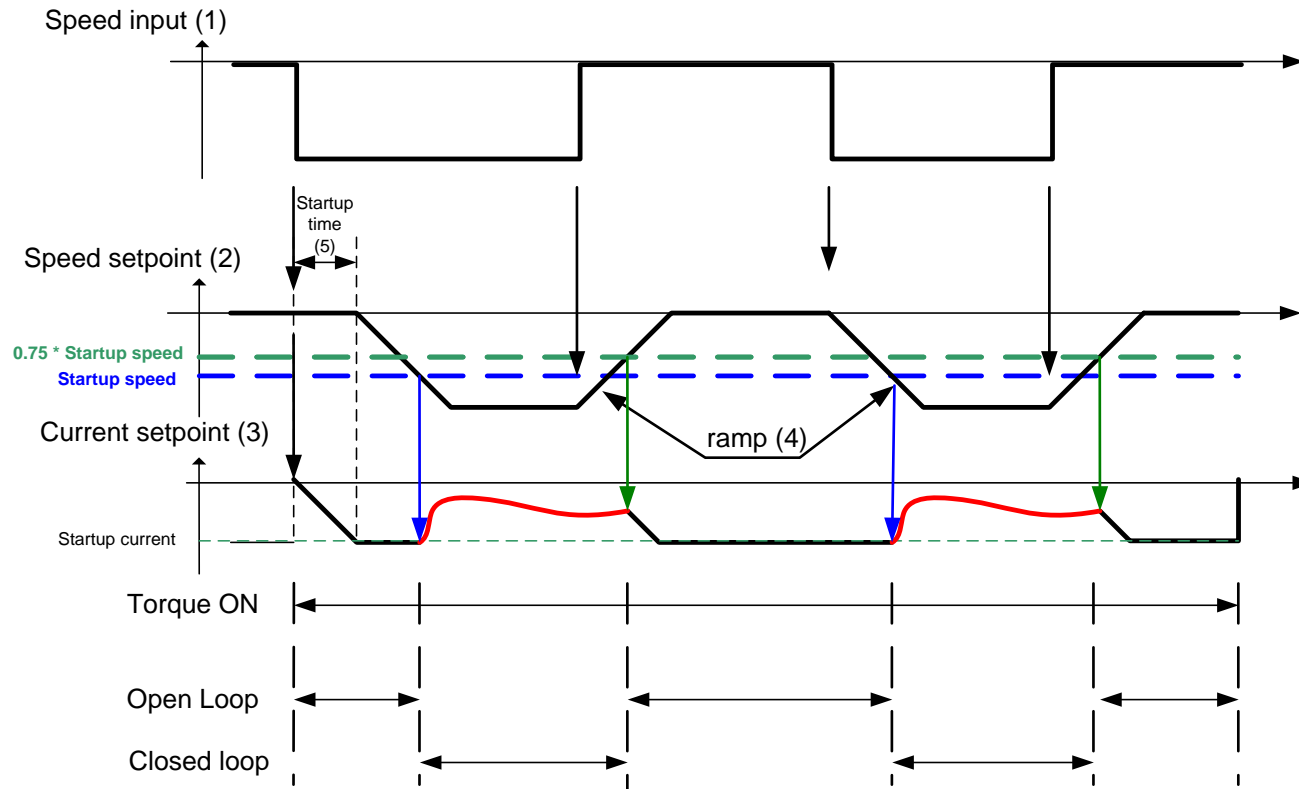 Speed input (1)
Startup
time
(5)
Speed setpoint (2)
0.75 * Startup speed
Startup speed
Current setpoint (3)
ramp (4)
Startup current
Torque ON
Open Loop
Closed loop